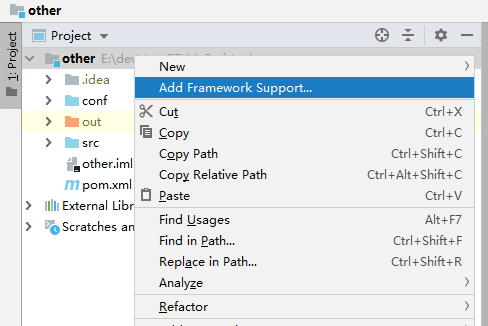 other
Project
1: Project
other
New
.idea
Add Framework Support...
conf
Cut Ctrl+X
out
Copy Ctrl+C
src
Copy Path Ctrl+Shift+C
other.iml
Copy Relative Path Ctrl+Alt+Shift+C
pom.xml
Paste Ctrl+V
External Libr
Find Usages Alt+F7
Scratches an
Find in Path... Ctrl+Shift+F
Replace in Path... Ctrl+Shift+R
Analyze
Refactor